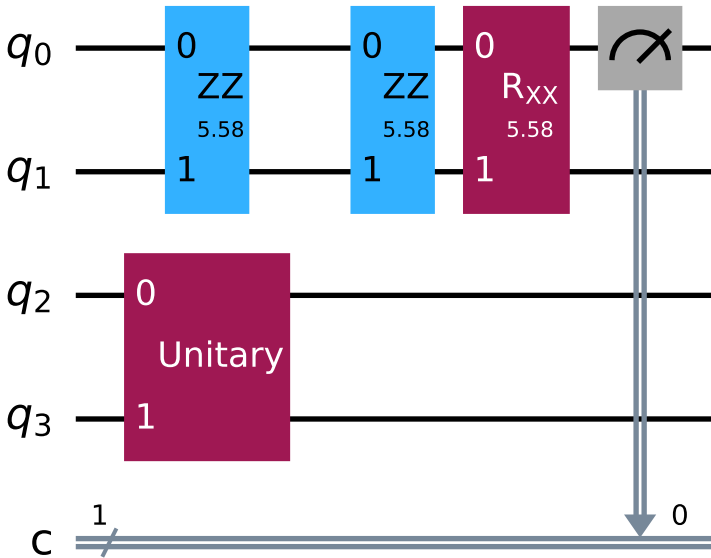 q0 0 0 0
ZZ ZZ RXX
5.58 5.58 5.58
q1 1 1 1
q2 0
Unitary
q3 1
1 0
c